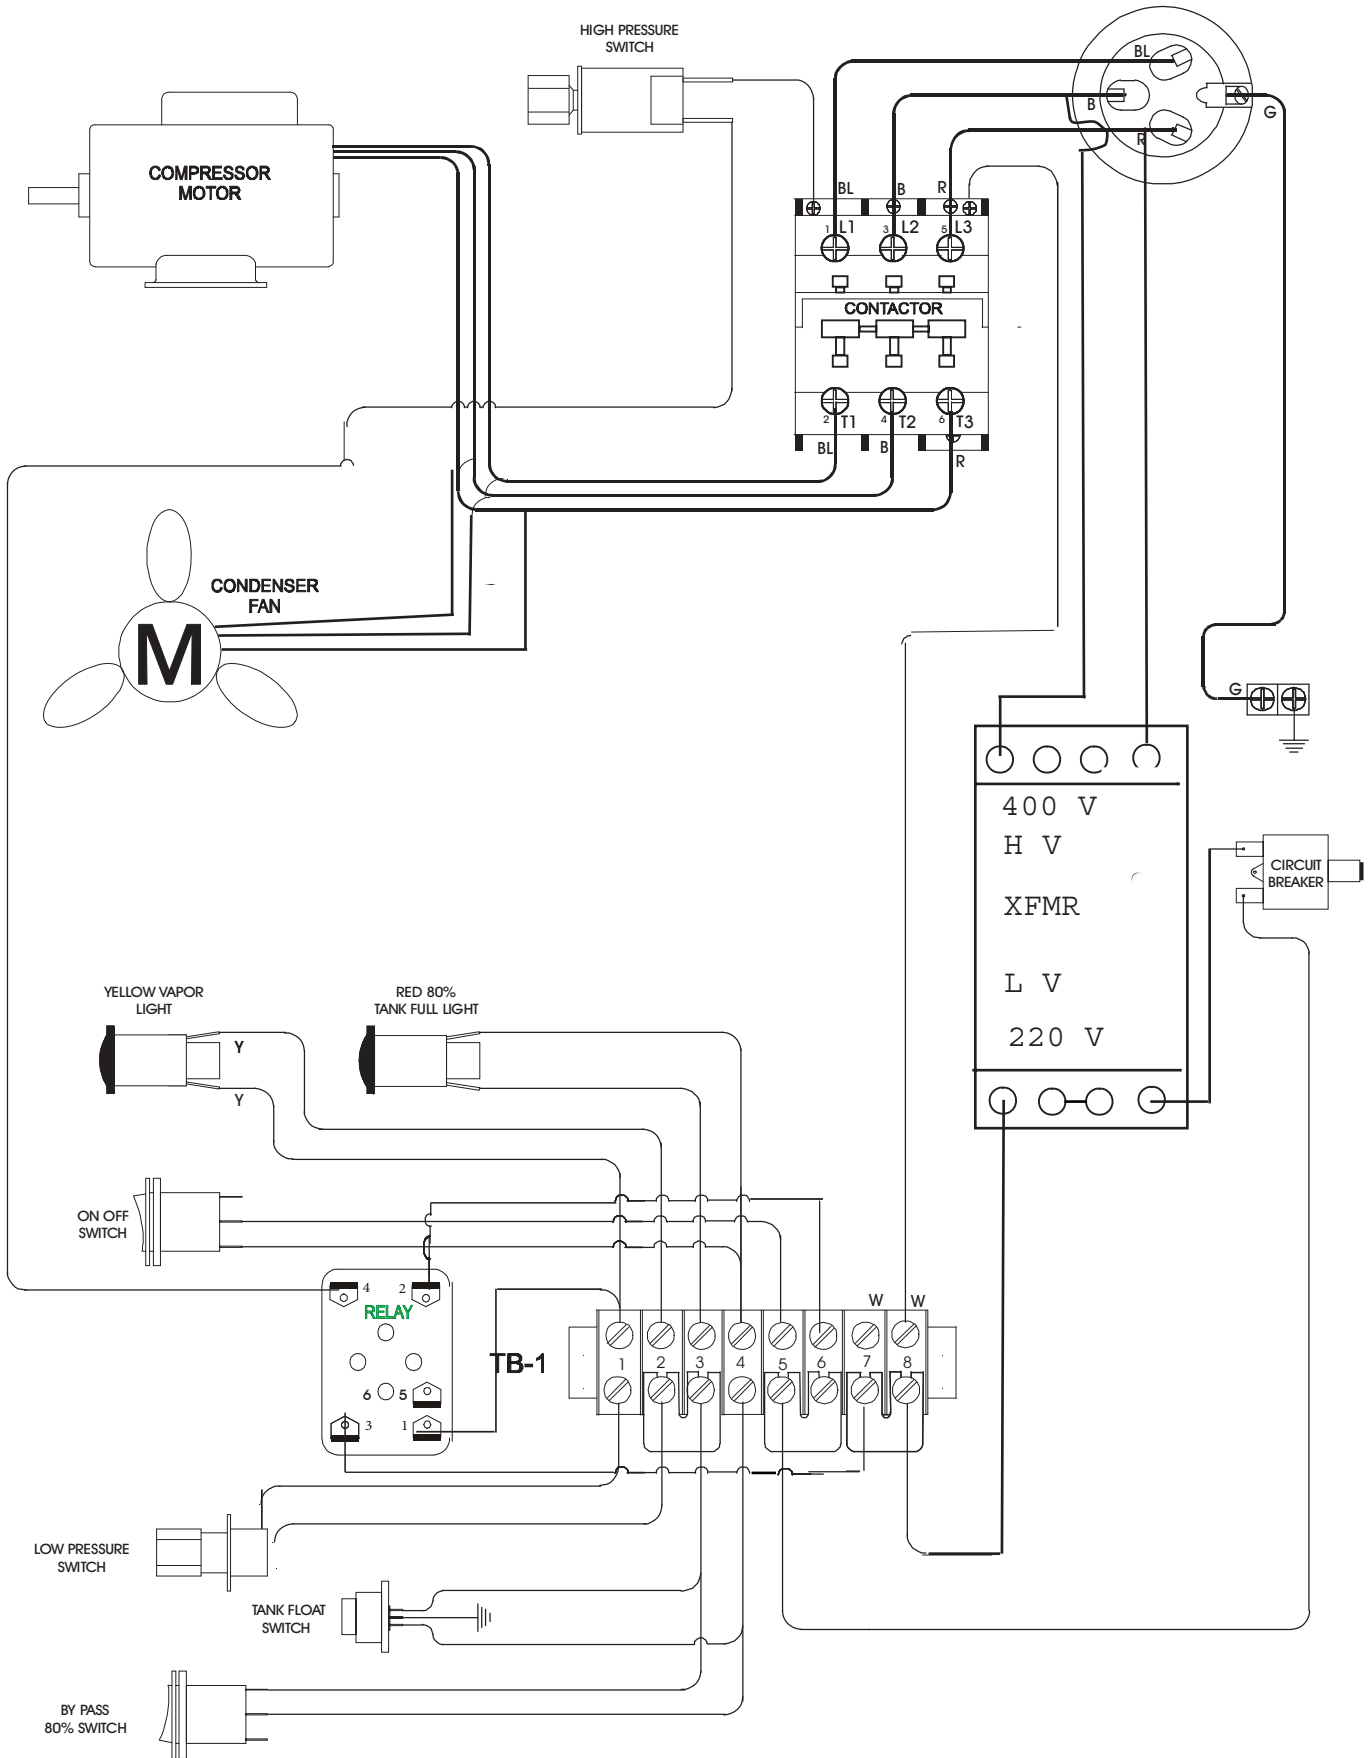 HIGH PRESSURE
SWITCH
BL
B
R
G
COMPRESSOR
MOTOR
BL
B
R
1
L1
3
L2
5
L3
CONTACTOR
2
T1
4
T2
6
T3
BL
B
R
CONDENSER
FAN
M
G
400 V
H V
XFMR
L V
220 V
CIRCUIT
BREAKER
YELLOW VAPOR
LIGHT
RED 80%
TANK FULL LIGHT
Y
Y
ON OFF
SWITCH
4
2
RELAY
6
5
3
1
TB-1
W
W
1
2
3
4
5
6
7
8
LOW PRESSURE
SWITCH
TANK FLOAT
SWITCH
BY PASS
80% SWITCH